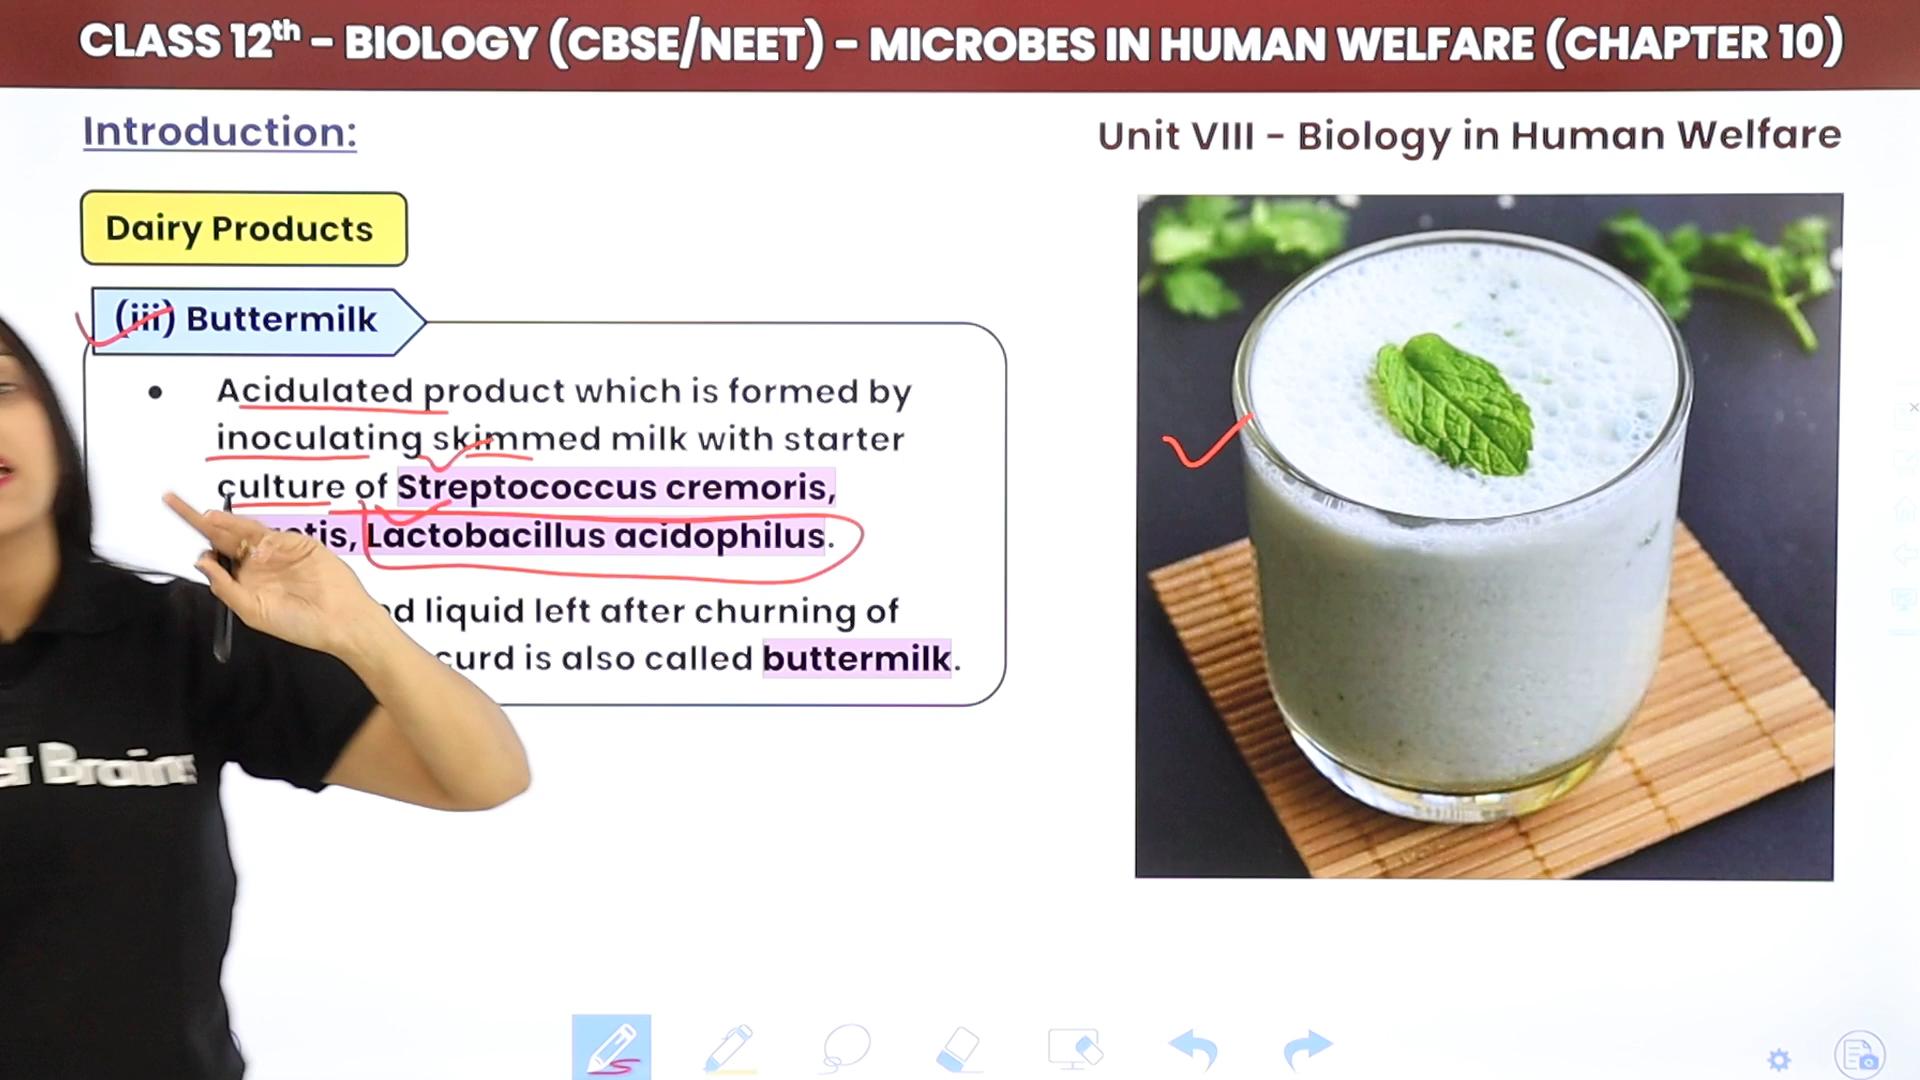 CLASS 12th – BIOLOGY (CBSE/NEET) – MICROBES IN HUMAN WELFARE (CHAPTER 10)
Introduction:
Unit VIII – Biology in Human Welfare
Dairy Products
(iii) Buttermilk
• Acidulated product which is formed by
inoculating skimmed milk with starter
culture of Streptococcus cremoris,
Lactobacillus acidophilus.
liquid left after churning of
curd is also called buttermilk.